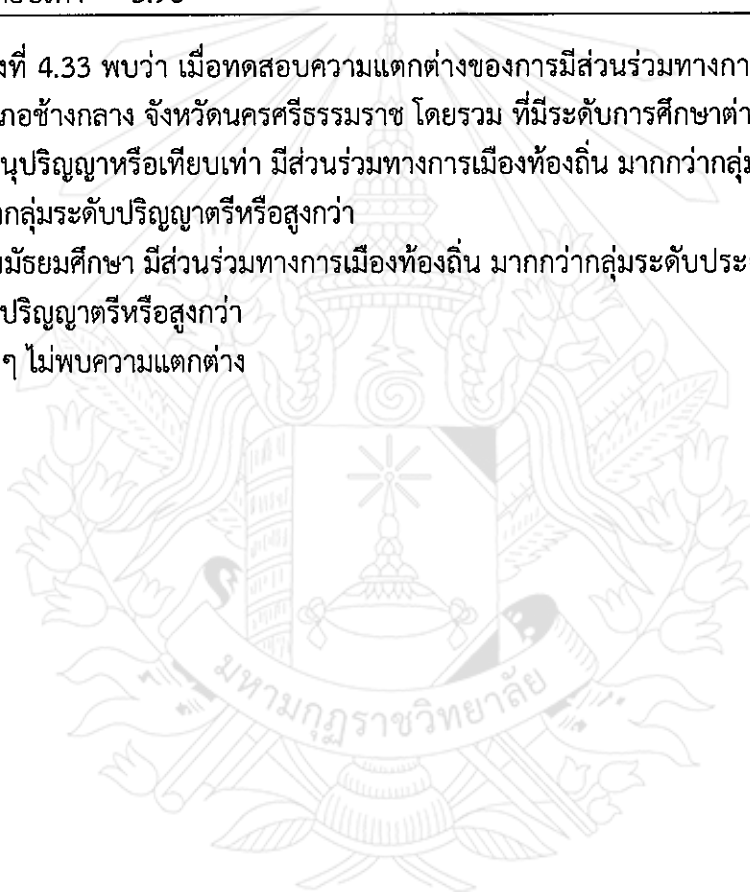 งที่ 4.33 พบว่า เมื่อทดสอบความแตกต่างของการมีส่วนร่วมทางกา
ภอช้างกลาง จังหวัดนครศรีธรรมราช โดยรวม ที่มีระดับการศึกษาต่า
นุปริญญาหรือเทียบเท่า มีส่วนร่วมทางการเมืองท้องถิ่น มากกว่ากลุ่ม
กลุ่มระดับปริญญาตรีหรือสูงกว่า
มัธยมศึกษา มีส่วนร่วมทางการเมืองท้องถิ่น มากกว่ากลุ่มระดับประ
ปริญญาตรีหรือสูงกว่า
ๆ ไม่พบความแตกต่าง
มหามกุฏราชวิทยาลัย